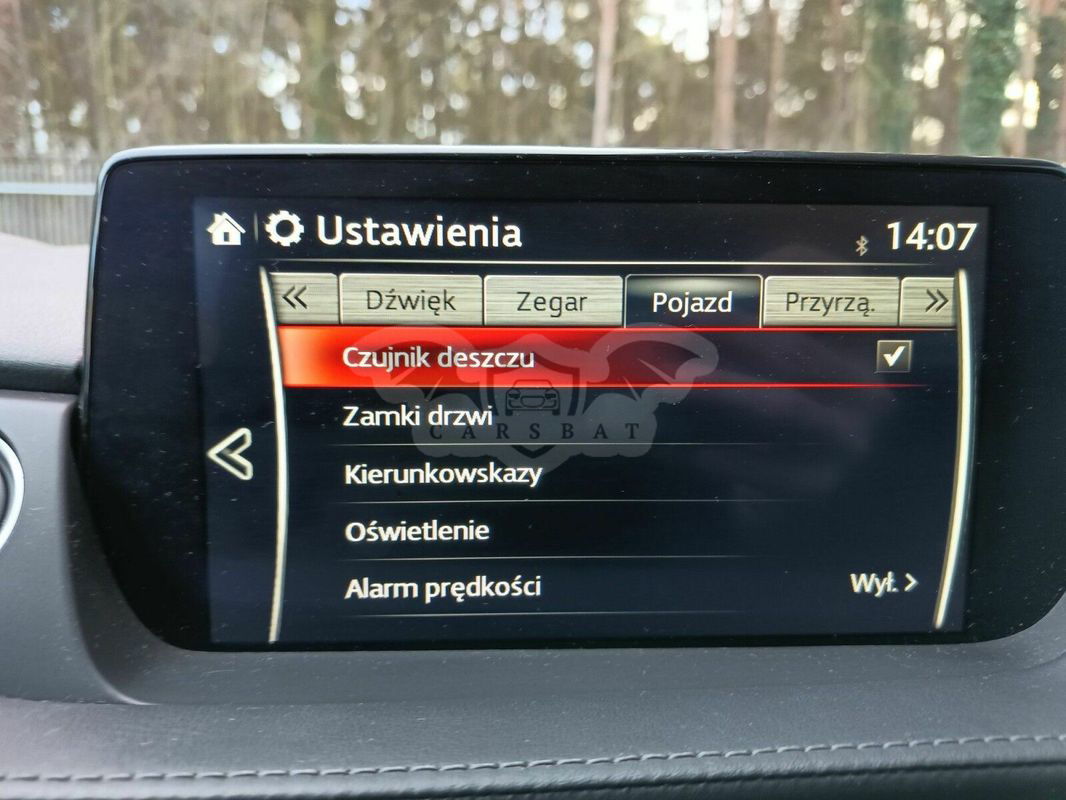 Ustawienia
14:07
Dźwięk Zegar Pojazd Przyrzą.
Czujnik deszczu
Zamki drzwi
CARSBAT
Kierunkowskazy
Oświetlenie
Alarm prędkości Wył.